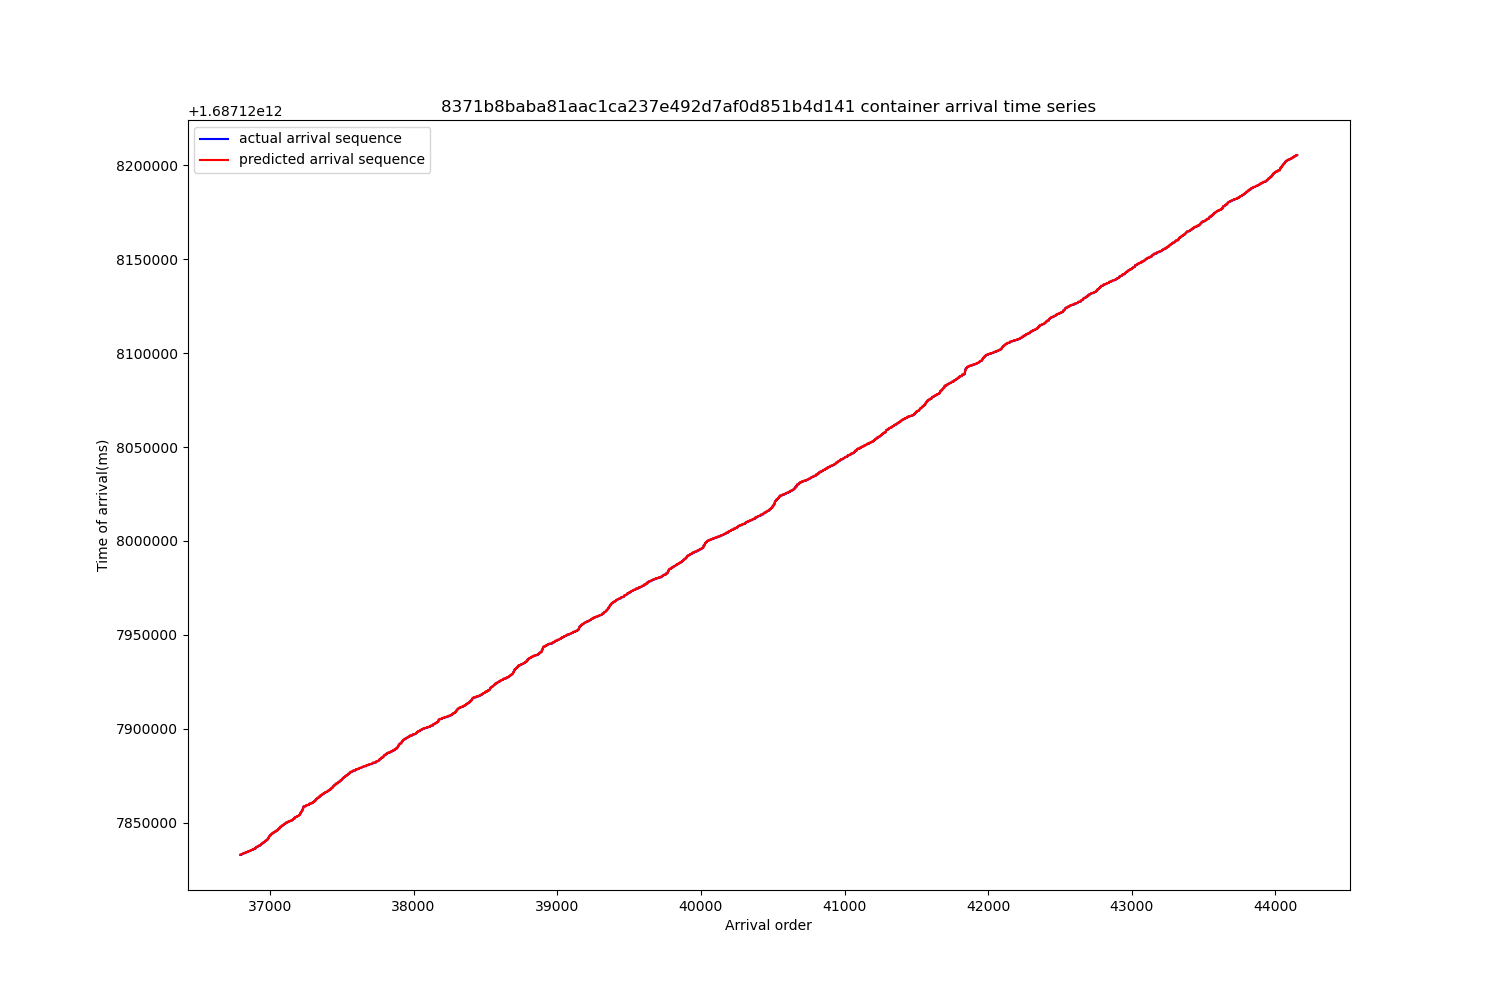 8371b8baba81aac1ca237e492d7af0d851b4d141 container arrival time series
+1.68712e12
actual arrival sequence
predicted arrival sequence
Time of arrival(ms)
8200000
8150000
8100000
8050000
8000000
7950000
7900000
7850000
37000 38000 39000 40000 41000 42000 43000 44000
Arrival order